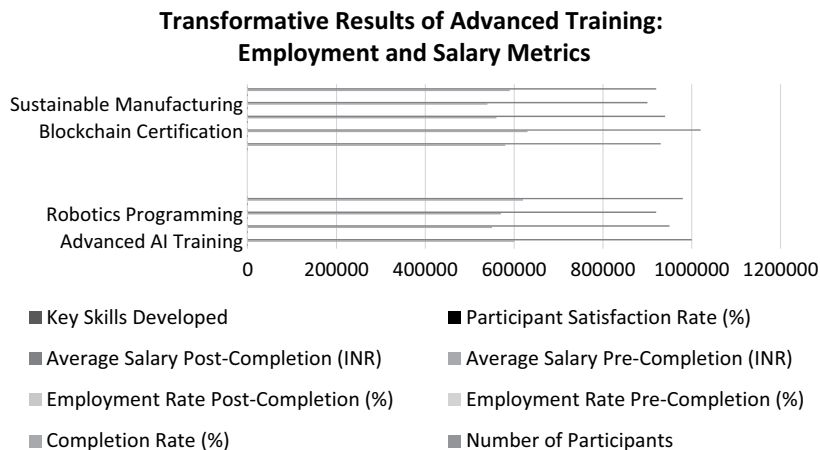 Transformative Results of Advanced Training:
Employment and Salary Metrics
Sustainable Manufacturing
Blockchain Certification
Robotics Programming
Advanced AI Training
0 200000 400000 600000 800000 1000000 1200000
Key Skills Developed
Participant Satisfaction Rate (%)
Average Salary Post-Completion (INR)
Average Salary Pre-Completion (INR)
Employment Rate Post-Completion (%)
Employment Rate Pre-Completion (%)
Completion Rate (%)
Number of Participants